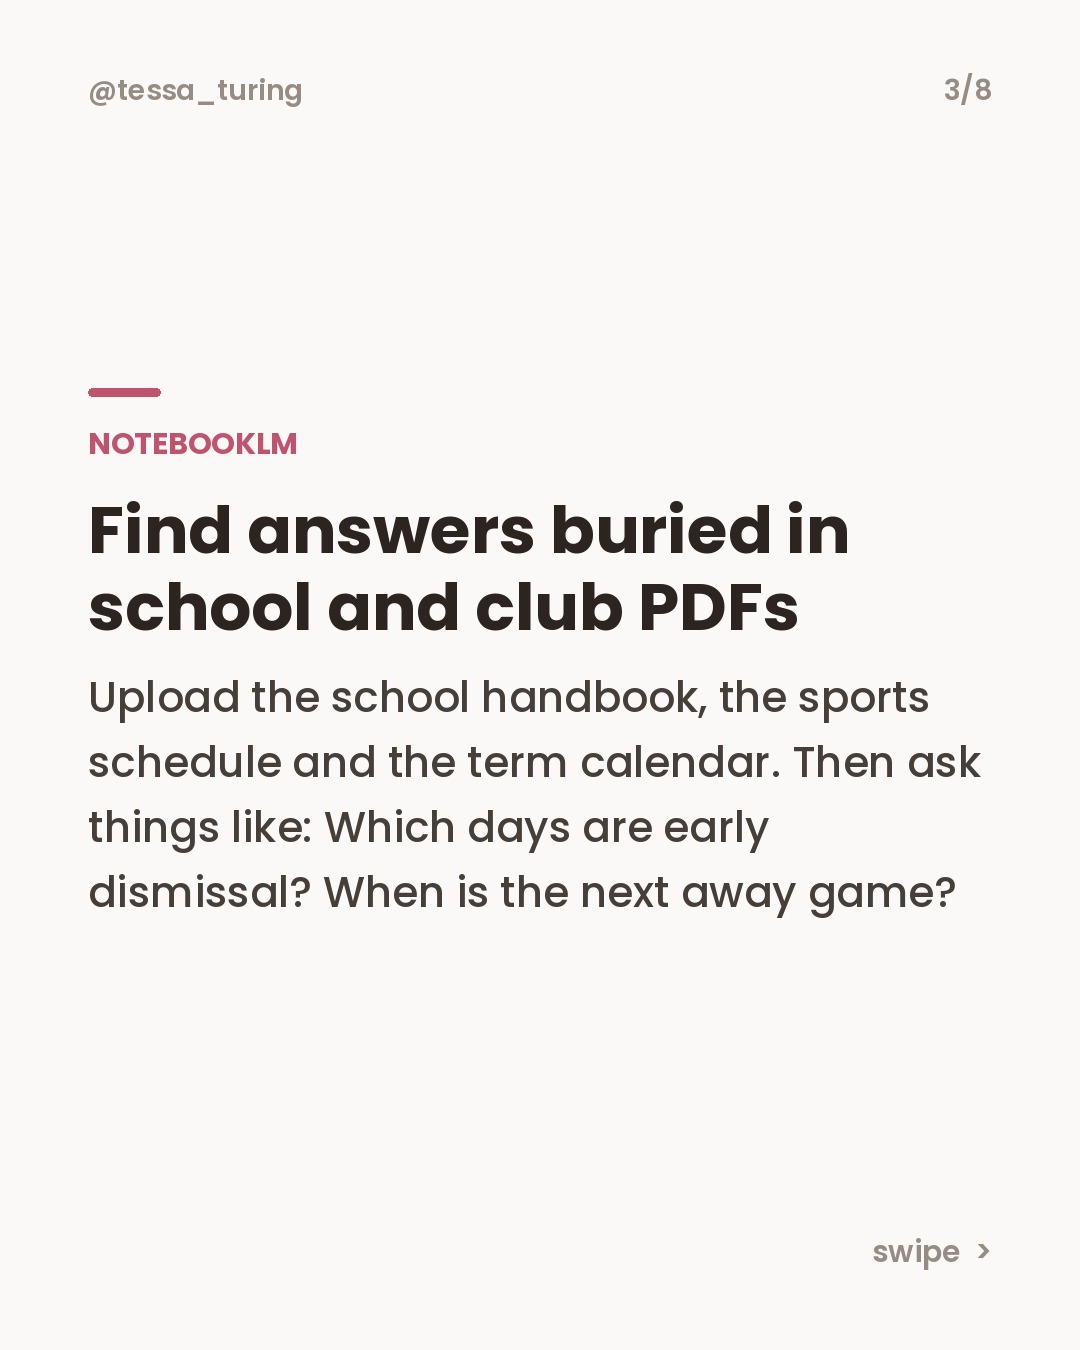 @tessa_turing
3/8
NOTEBOOKLM
Find answers buried in
school and club PDFs
Upload the school handbook, the sports
schedule and the term calendar. Then ask
things like: Which days are early
dismissal? When is the next away game?
swipe >